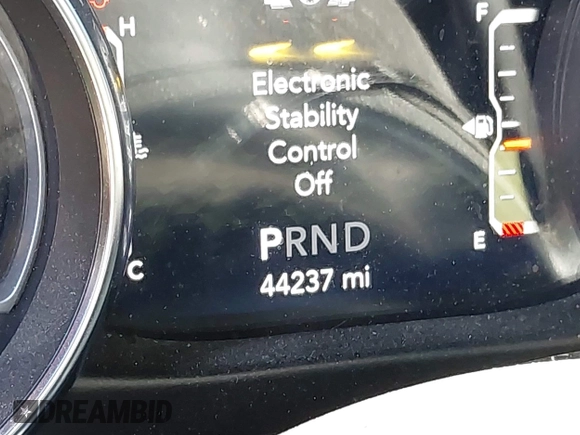 H
F
Electronic
Stability
Control
Off
E
PRND
C
44237 mi
DREAMBID